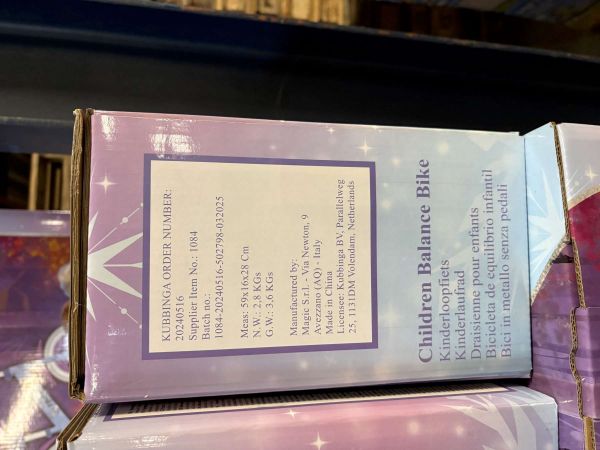 KUBBINGA ORDER NUMBER:
20240516
Supplier Item No.: 1084
Batch no.:
1084-20240516-502798-032025
Meas: 59x16x28 Cm
N.W.: 2,8 KGs
G.W.: 3,6 KGs
Manufactured by:
Magic S.r.l. - Via Newton, 9
Avezzano (AQ) - Italy
Made in China
Licensee: Kubbinga BV, Parallelweg
25, 1131DM Volendam, Netherlands
Children Balance Bike
Kinderloopfiets
Kinderlaufrad
Draisienne pour enfants
Bicicleta de equilibrio infantil
Bici in metallo senza pedali